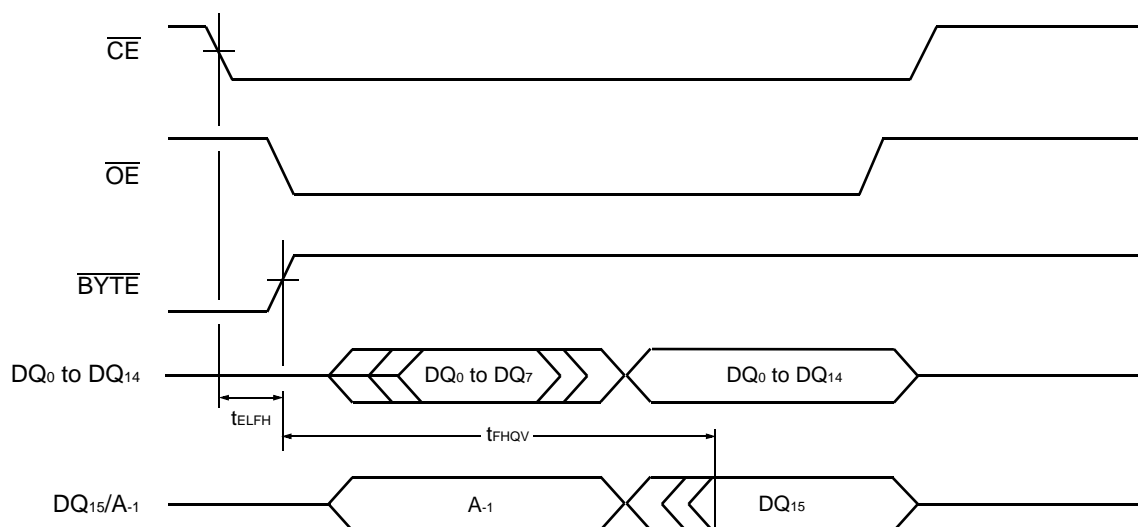 CE
OE
BYTE
DQ0 to DQ14
DQ0 to DQ7
DQ0 to DQ14
tELFH
tFHQV
DQ15/A-1
A-1
DQ15